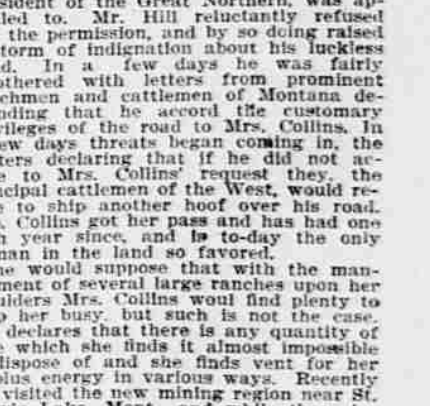 sident of the Great Northern, was ap-
led to. Mr. Hill reluctantly refused
the permission, and by so doing raised
torm of indignation about his luckless
d. In a few days he was fairly
othered with letters from prominent
chmen and cattlemen of Montana de-
nding that he accord the customary
vileges of the road to Mrs. Collins. In
ew days threats began coming in, the
ters declaring that if he did not ac-
e to Mrs. Collins' request they, the
ncipal cattlemen of the West, would re-
e to ship another hoof over his road.
. Collins got her pass and has had one
h year since, and is to-day the only
man in the land so favored.
ne would suppose that with the man-
ment of several large ranches upon her
ulders Mrs. Collins woul find plenty to
p her busy, but such is not the case.
declares that there is any quantity of
e which she finds it almost impossible
dispose of and she finds vent for her
plus energy in various ways. Recently
visited the new mining region near St.